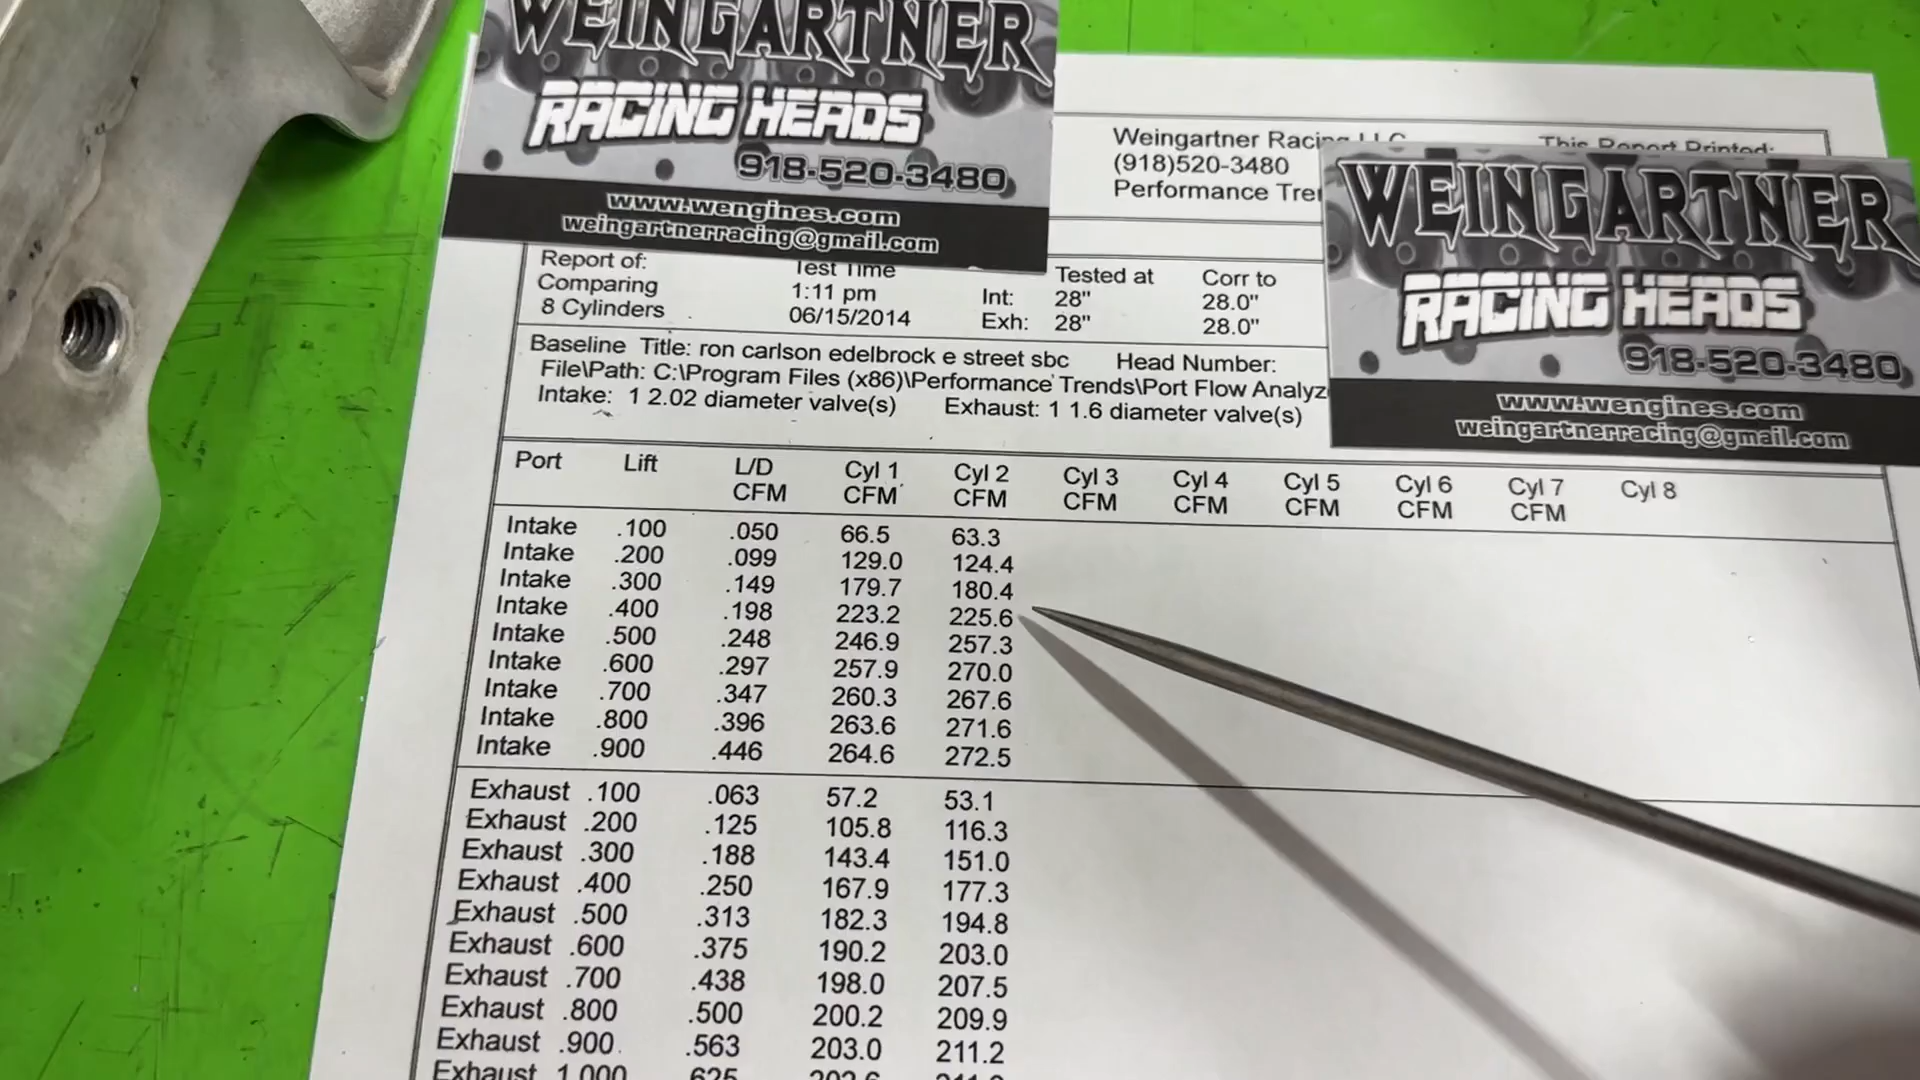 WEINGARTNER
RACING HEADS
918-520-3480
www.wengines.com
weingartnerracing@gmail.com
Weingartner Racing LLC
This Report Printed:
(918)520-3480
Performance
WEINGARTNER
RACING HEADS
918-520-3480
www.wengines.com
weingartnerracing@gmail.com
Report of: Test Time Tested at Corr to
Comparing 1:11 pm Int: 28" 28.0"
8 Cylinders 06/15/2014 Exh: 28" 28.0"
Baseline Title: ron carlson edelbrock e street sbc Head Number:
File\Path: C:\Program Files (x86)\Performance Trends\Port Flow
Intake: 1 2.02 diameter valve(s) Exhaust: 1 1.6 diameter valve(s)
Port Lift L/D Cyl 1 Cyl 2 Cyl 3 Cyl 4 Cyl 5 Cyl 6 Cyl 7 Cyl 8
CFM CFM CFM CFM CFM CFM CFM CFM
Intake .100 .050 66.5 63.3
Intake .200 .099 129.0 124.4
Intake .300 .149 179.7 180.4
Intake .400 .198 223.2 225.6
Intake .500 .248 246.9 257.3
Intake .600 .297 257.9 270.0
Intake .700 .347 260.3 267.6
Intake .800 .396 263.6 271.6
Intake .900 .446 264.6 272.5
Exhaust .100 .063 57.2 53.1
Exhaust .200 .125 105.8 116.3
Exhaust .300 .188 143.4 151.0
Exhaust .400 .250 167.9 177.3
Exhaust .500 .313 182.3 194.8
Exhaust .600 .375 190.2 203.0
Exhaust .700 .438 198.0 207.5
Exhaust .800 .500 200.2 209.9
Exhaust .900 .563 203.0 211.2
Exhaust 1.000 .625